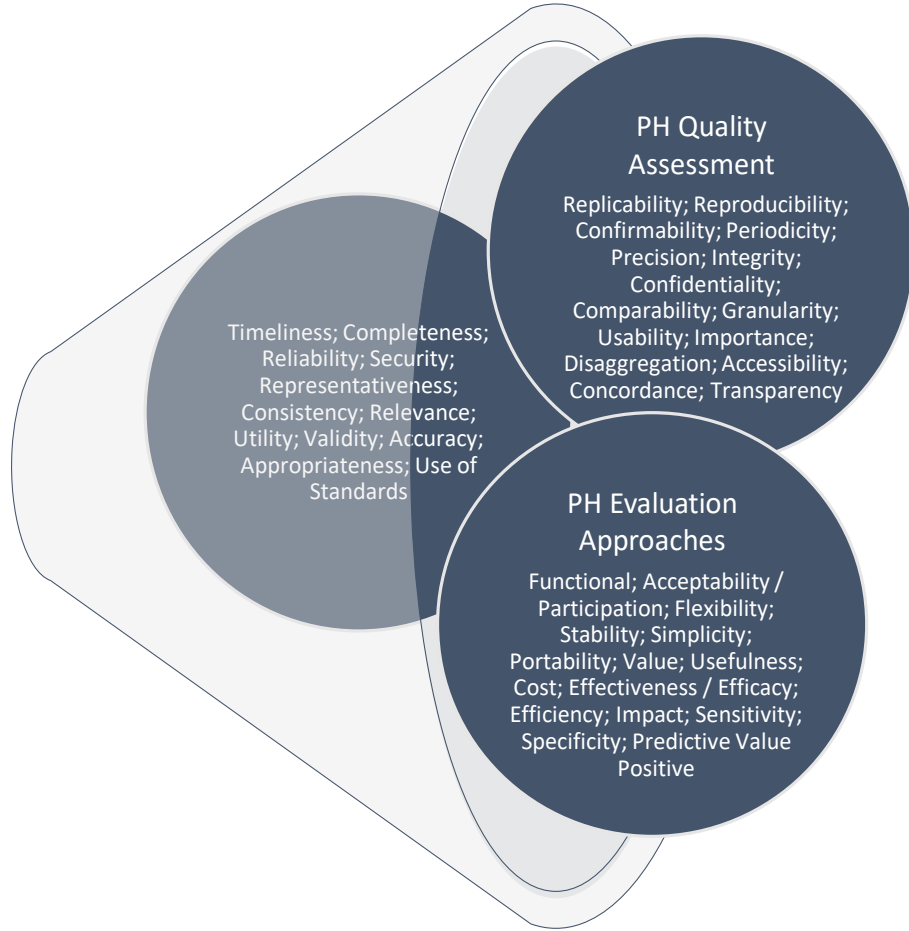 PH Quality
Assessment
Replicability; Reproducibility;
Confirmability; Periodicity;
Precision; Integrity;
Confidentiality;
Comparability; Granularity;
Usability; Importance;
Disaggregation; Accessibility;
Concordance; Transparency
Timeliness; Completeness;
Reliability; Security;
Representativeness;
Consistency; Relevance;
Utility; Validity; Accuracy;
Appropriateness; Use of
Standards
PH Evaluation
Approaches
Functional; Acceptability /
Participation; Flexibility;
Stability; Simplicity;
Portability; Value; Usefulness;
Cost; Effectiveness / Efficacy;
Efficiency; Impact; Sensitivity;
Specificity; Predictive Value
Positive